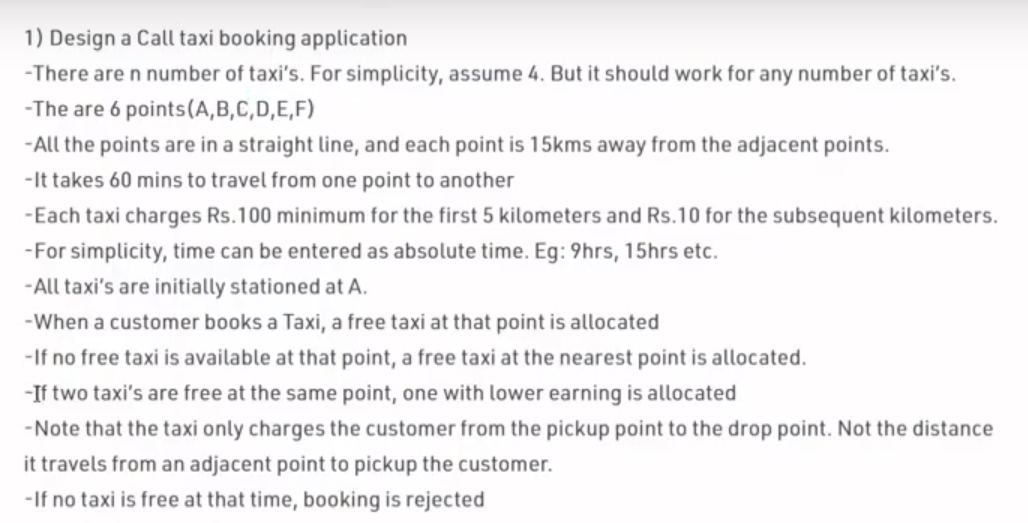 1) Design a Call taxi booking application
-There are n number of taxi's. For simplicity, assume 4. But it should work for any number of taxi's.
-The are 6 points(A,B,C,D,E,F)
-All the points are in a straight line, and each point is 15kms away from the adjacent points.
-It takes 60 mins to travel from one point to another
-Each taxi charges Rs.100 minimum for the first 5 kilometers and Rs.10 for the subsequent kilometers.
-For simplicity, time can be entered as absolute time. Eg: 9hrs, 15hrs etc.
-All taxi's are initially stationed at A.
-When a customer books a Taxi, a free taxi at that point is allocated
-If no free taxi is available at that point, a free taxi at the nearest point is allocated.
-If two taxi's are free at the same point, one with lower earning is allocated
-Note that the taxi only charges the customer from the pickup point to the drop point. Not the distance
it travels from an adjacent point to pickup the customer.
-If no taxi is free at that time, booking is rejected